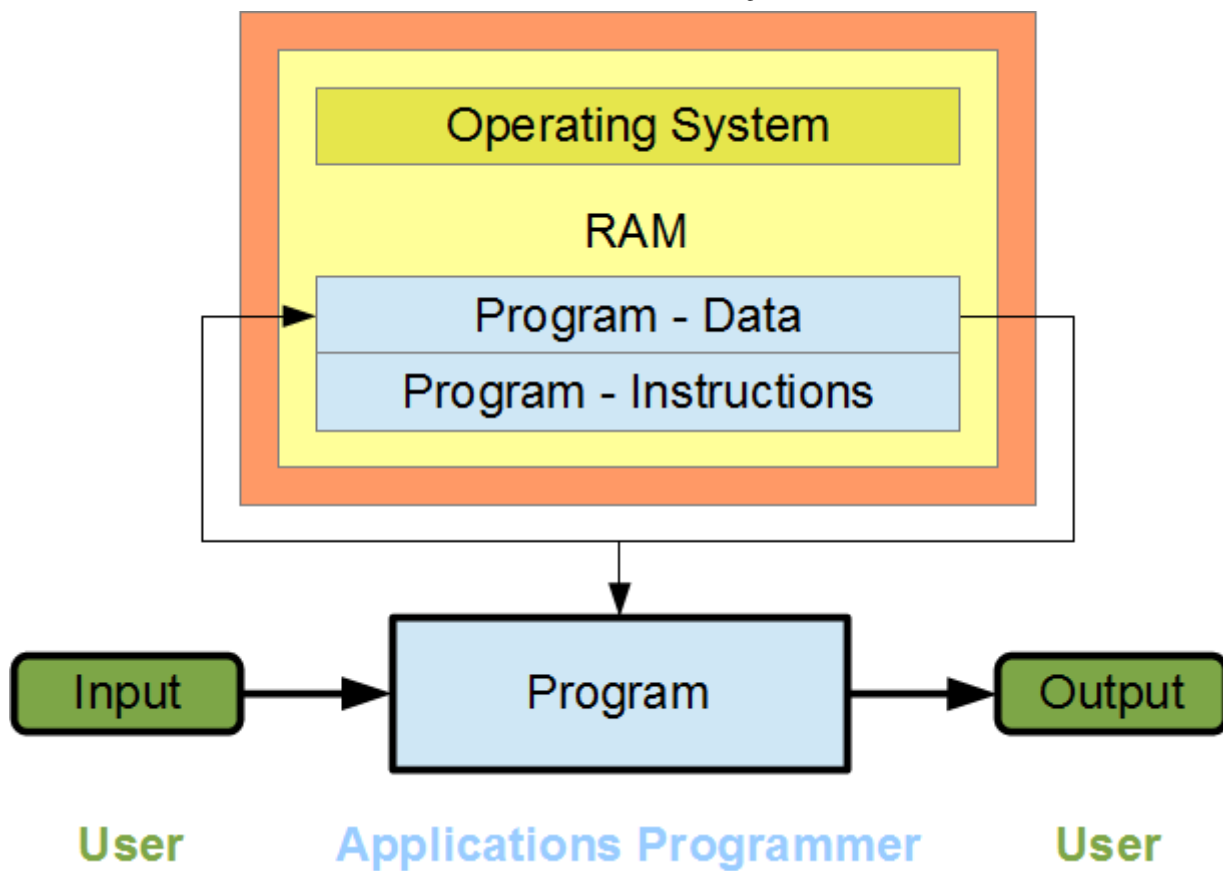 Operating System
RAM
Program - Data
Program - Instructions
Input
Program
Output
User
Applications Programmer
User